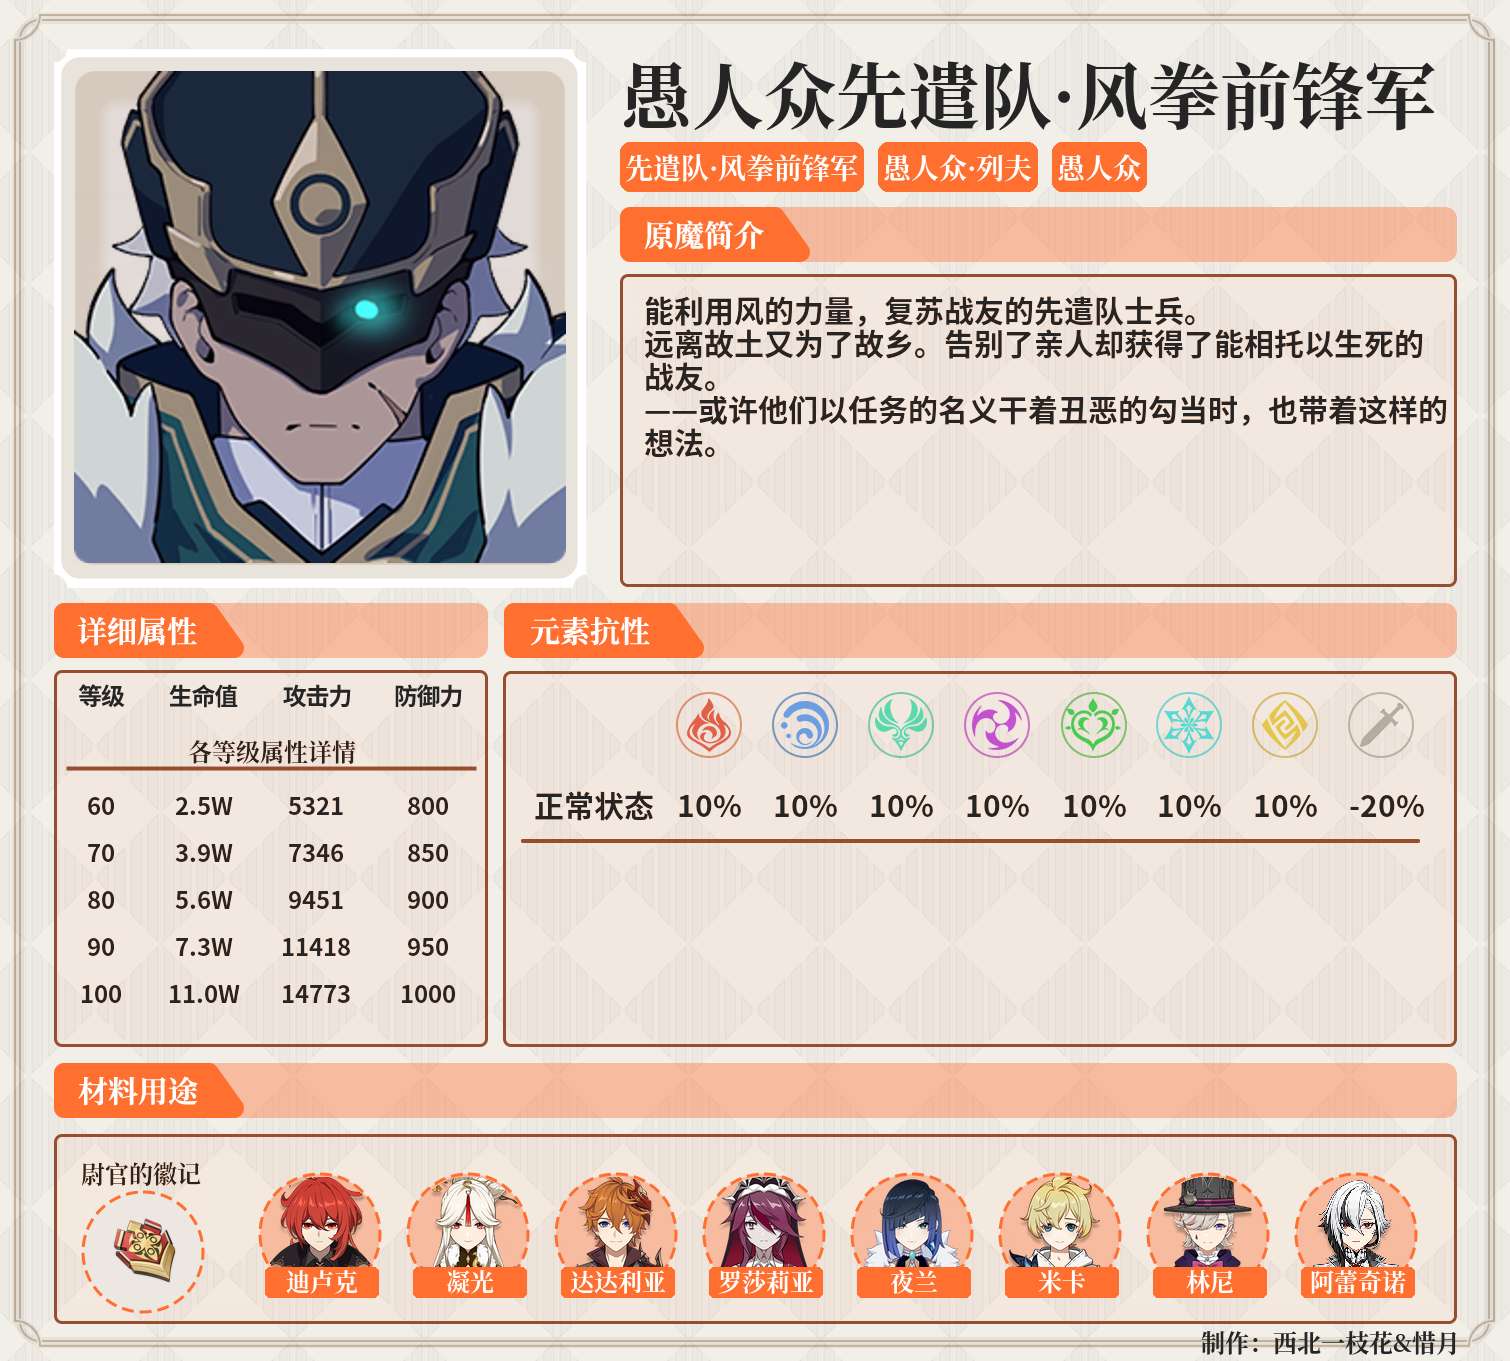 愚人众先遣队·风拳前锋军
先遣队·风拳前锋军 愚人众·列夫 愚人众
原魔简介
能利用风的力量，复苏战友的先遣队士兵。
远离故土又为了故乡。告别了亲人却获得了能相托以生死的
战友。
——或许他们以任务的名义干着丑恶的勾当时，也带着这样的
想法。
详细属性
等级 生命值 攻击力 防御力
各等级属性详情
60 2.5W 5321 800
70 3.9W 7346 850
80 5.6W 9451 900
90 7.3W 11418 950
100 11.0W 14773 1000
元素抗性
正常状态 10% 10% 10% 10% 10% 10% 10% -20%
材料用途
尉官的徽记
迪卢克 凝光 达达利亚 罗莎莉亚 夜兰 米卡 林尼 阿蕾奇诺
制作：西北一枝花&惜月